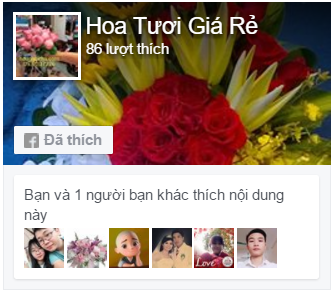 Hoa Tươi Giá Rẻ
86 lượt thích
Đã thích
Bạn và 1 người bạn khác thích nội dung
này
Love